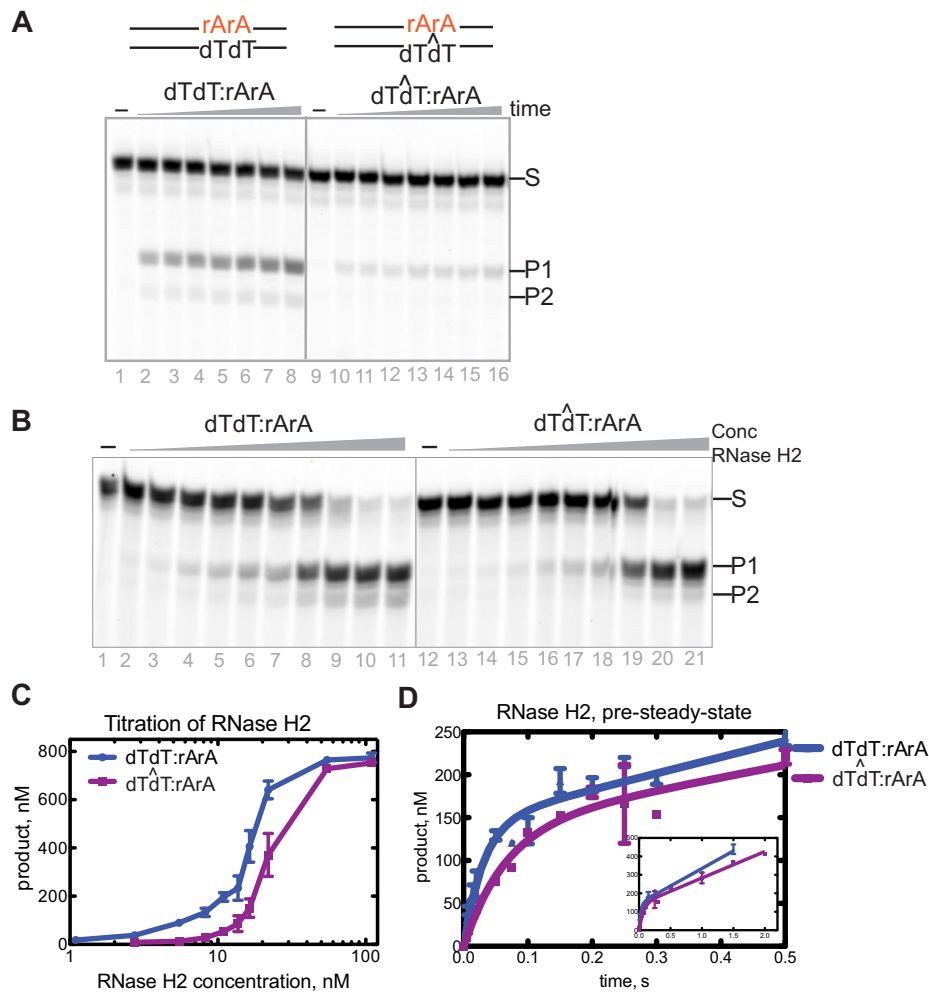 A
rArA
dTdT
rArA
^
dTdT
dTdT:rArA
^
dTdT:rArA
–
–
time
S
P1
P2
1 2 3 4 5 6 7 8 9 10 11 12 13 14 15 16
B
dTdT:rArA
^
dTdT:rArA
–
–
Conc
RNase H2
S
P1
P2
1 2 3 4 5 6 7 8 9 10 11 12 13 14 15 16 17 18 19 20 21
C
Titration of RNase H2
800
600
400
200
0
product, nM
dTdT:rArA
^
dTdT:rArA
1 10 100
RNase H2 concentration, nM
D
RNase H2, pre-steady-state
250
200
150
100
50
0
product, nM
dTdT:rArA
^
dTdT:rArA
500
400
300
200
100
0
0.0 0.5 1.0 1.5 2.0
0.0 0.1 0.2 0.3 0.4 0.5
time, s